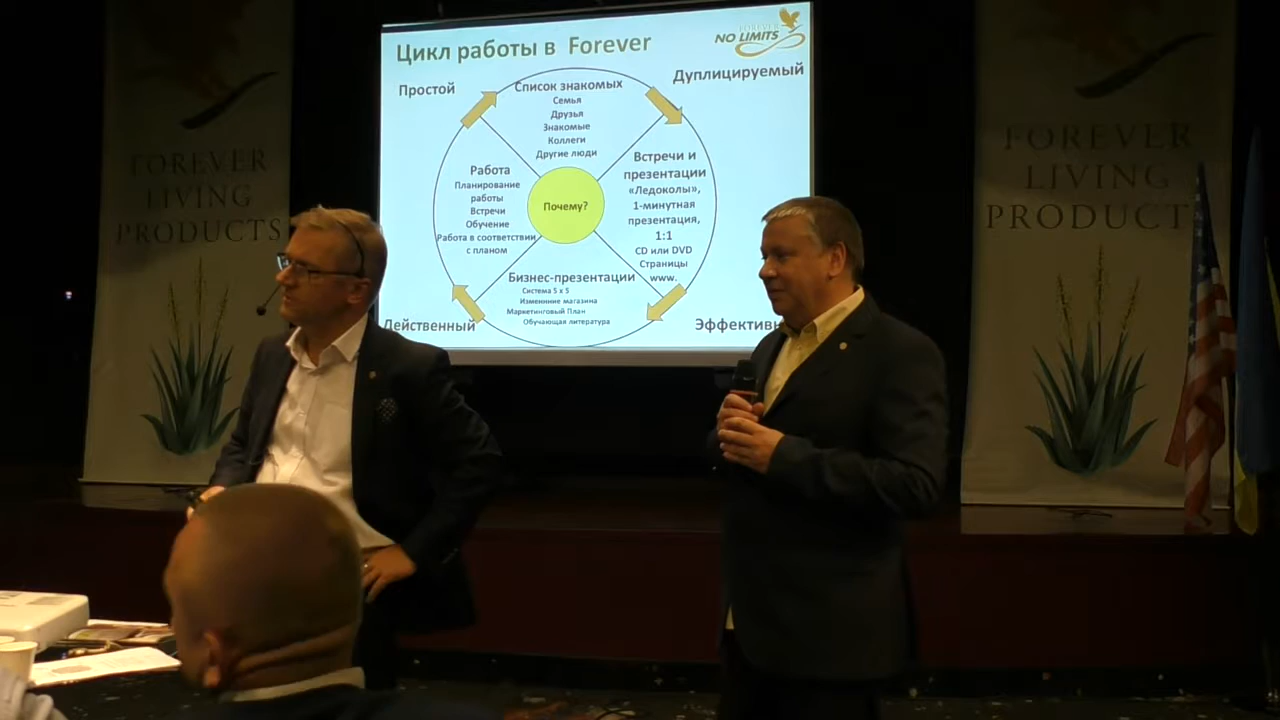 Цикл работы в Forever
FOREVER
NO LIMITS
Простой
Дуплицируемый
Список знакомых
Семья
Друзья
Знакомые
Коллеги
Другие люди
Встречи и
презентации
«Ледоколы»,
1-минутная
презентация,
1:1
CD или DVD
Страницы
www.
Работа
Планирование
работы
Встречи
Обучение
Работа в соответствии
с планом
Почему?
Бизнес-презентации
Система 5 x 5
Изменнние магазина
Маркетинговый План
Обучающая литература
Действенный
Эффективн
FOREVER
LIVING
PRODUCTS
FOREVER
LIVING
PRODUCT